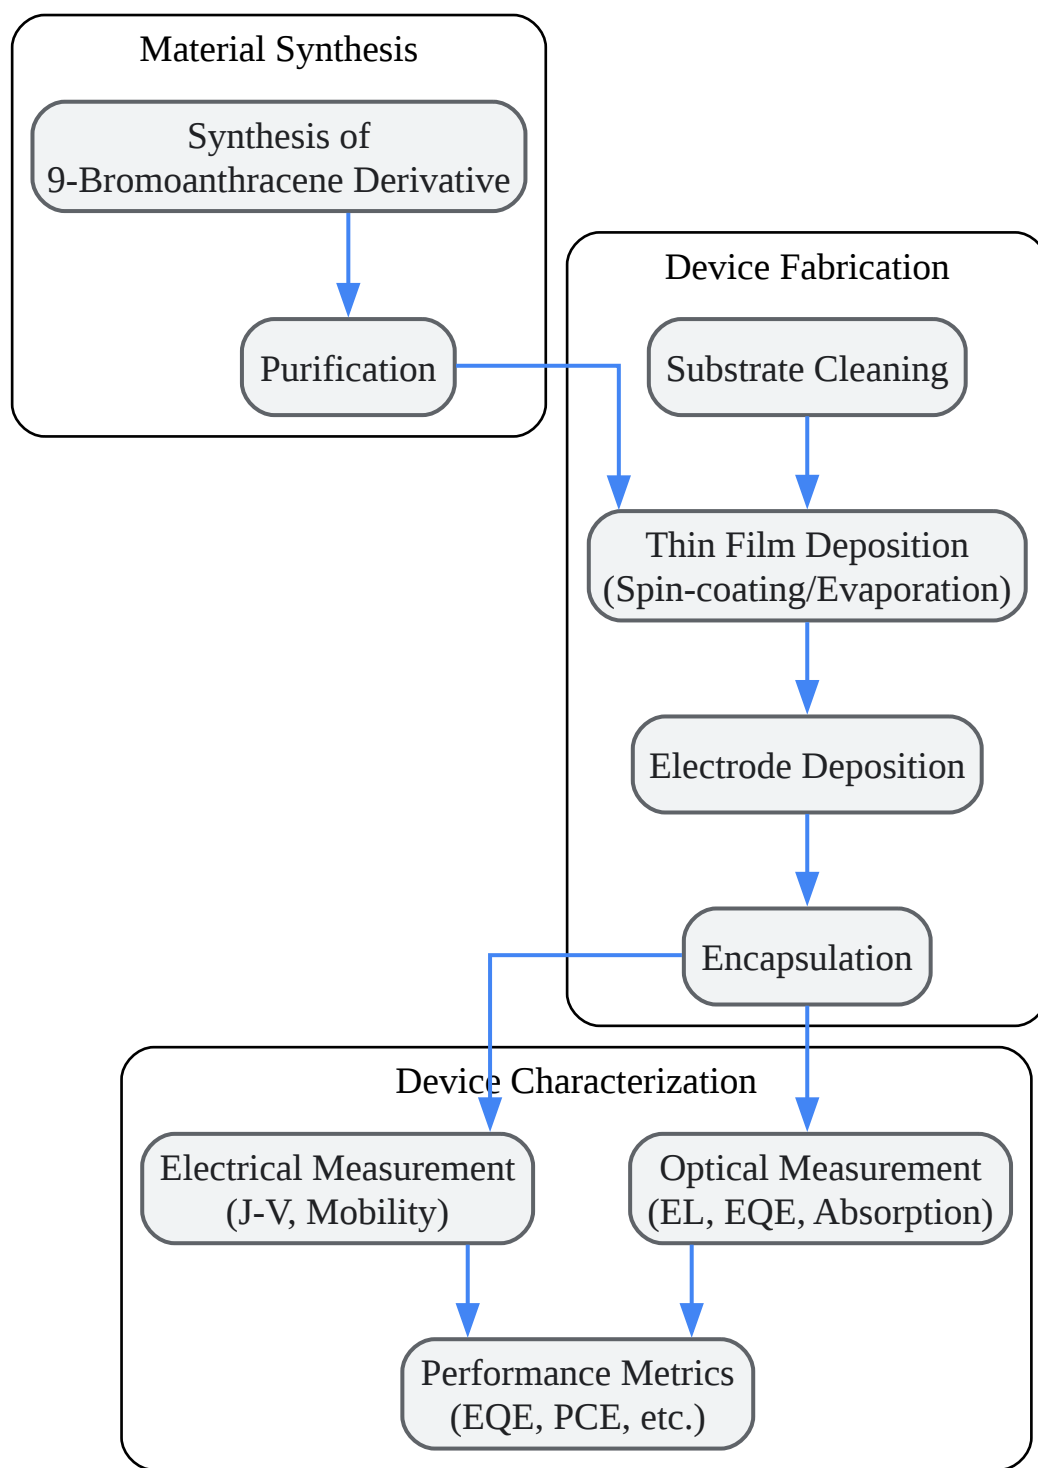 Material Synthesis
Synthesis of
9-Bromoanthracene Derivative
Purification
Device Fabrication
Substrate Cleaning
Thin Film Deposition
(Spin-coating/Evaporation)
Electrode Deposition
Encapsulation
Device Characterization
Electrical Measurement
(J-V, Mobility)
Optical Measurement
(EL, EQE, Absorption)
Performance Metrics
(EQE, PCE, etc.)